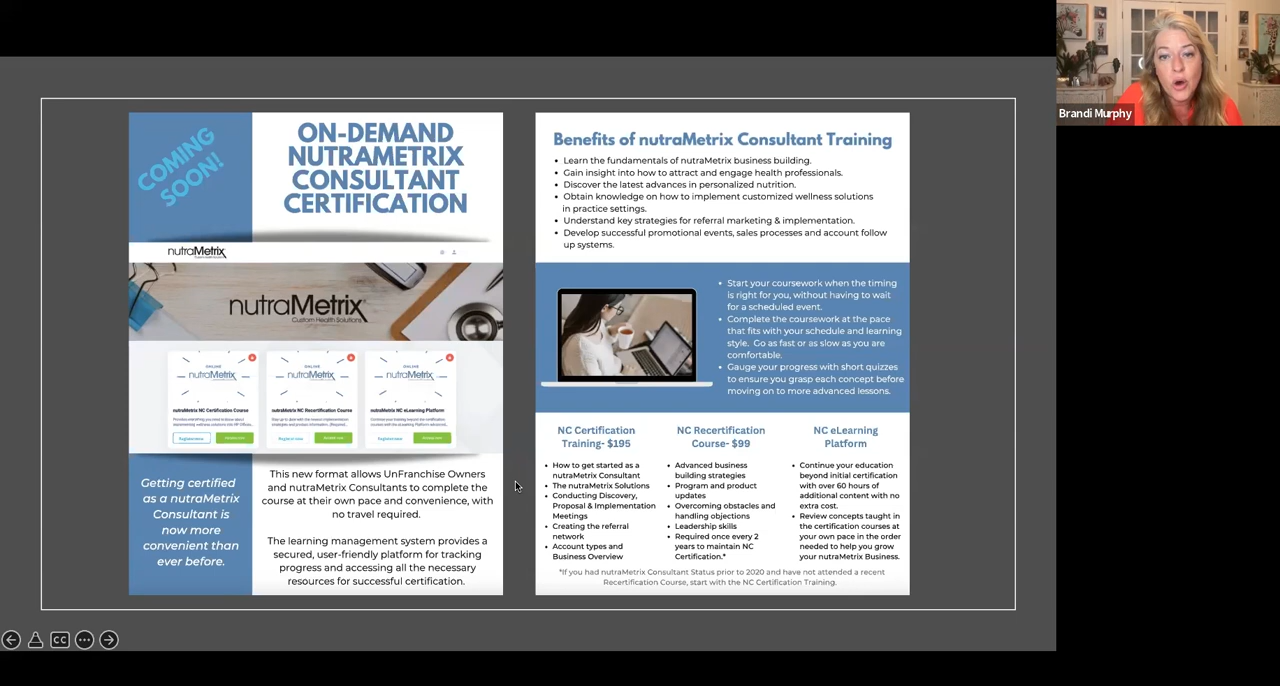 Brandi Murphy
COMING
SOON!
ON-DEMAND
NUTRAMETRIX
CONSULTANT
CERTIFICATION
nutraMetrix
nutraMetrix
Custom Health Solutions
ONLINE
nutraMetrix
nutraMetrix NC Certification Course
ONLINE
nutraMetrix
nutraMetrix NC Recertification Course
ONLINE
nutraMetrix
nutraMetrix NC eLearning Platform
Getting certified
as a nutraMetrix
Consultant is
now more
convenient than
ever before.
This new format allows UnFranchise Owners
and nutraMetrix Consultants to complete the
course at their own pace and convenience, with
no travel required.
The learning management system provides a
secured, user-friendly platform for tracking
progress and accessing all the necessary
resources for successful certification.
Benefits of nutraMetrix Consultant Training
• Learn the fundamentals of nutraMetrix business building.
• Gain insight into how to attract and engage health professionals.
• Discover the latest advances in personalized nutrition.
• Obtain knowledge on how to implement customized wellness solutions
in practice settings.
• Understand key strategies for referral marketing & implementation.
• Develop successful promotional events, sales processes and account follow
up systems.
• Start your coursework when the timing
is right for you, without having to wait
for a scheduled event.
• Complete the coursework at the pace
that fits with your schedule and learning
style. Go as fast or as slow as you are
comfortable.
• Gauge your progress with short quizzes
to ensure you grasp each concept before
moving on to more advanced lessons.
NC Certification
Training- $195
• How to get started as a
nutraMetrix Consultant
• The nutraMetrix Solutions
• Conducting Discovery,
Proposal & Implementation
Meetings
• Creating the referral
network
• Account types and
Business Overview
NC Recertification
Course- $99
• Advanced business
building strategies
• Program and product
updates
• Overcoming obstacles and
handling objections
• Leadership skills
• Required once every 2
years to maintain NC
Certification.*
NC eLearning
Platform
• Continue your education
beyond initial certification
with over 60 hours of
additional content with no
extra cost.
• Review concepts taught in
the certification courses at
your own pace in the order
needed to help you grow
your nutraMetrix Business.
*If you had nutraMetrix Consultant Status prior to 2020 and have not attended a recent
Recertification Course, start with the NC Certification Training.
CC